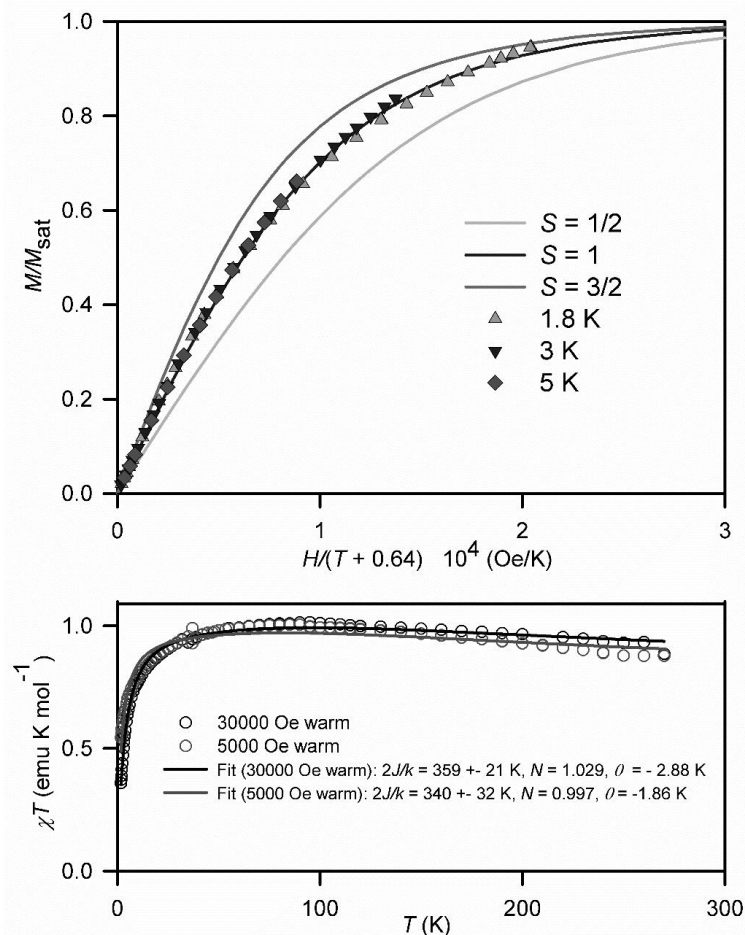 M/Msat
1.0
0.8
0.6
0.4
0.2
0.0
S = 1/2
S = 1
S = 3/2
1.8 K
3 K
5 K
0 1 2 3
H/(T + 0.64) 10⁴ (Oe/K)
χT (emu K mol⁻¹)
1.0
0.5
0.0
30000 Oe warm
5000 Oe warm
Fit (30000 Oe warm): 2J/k = 359 +- 21 K, N = 1.029, θ = - 2.88 K
Fit (5000 Oe warm): 2J/k = 340 +- 32 K, N = 0.997, θ = -1.86 K
0 100 200 300
T (K)